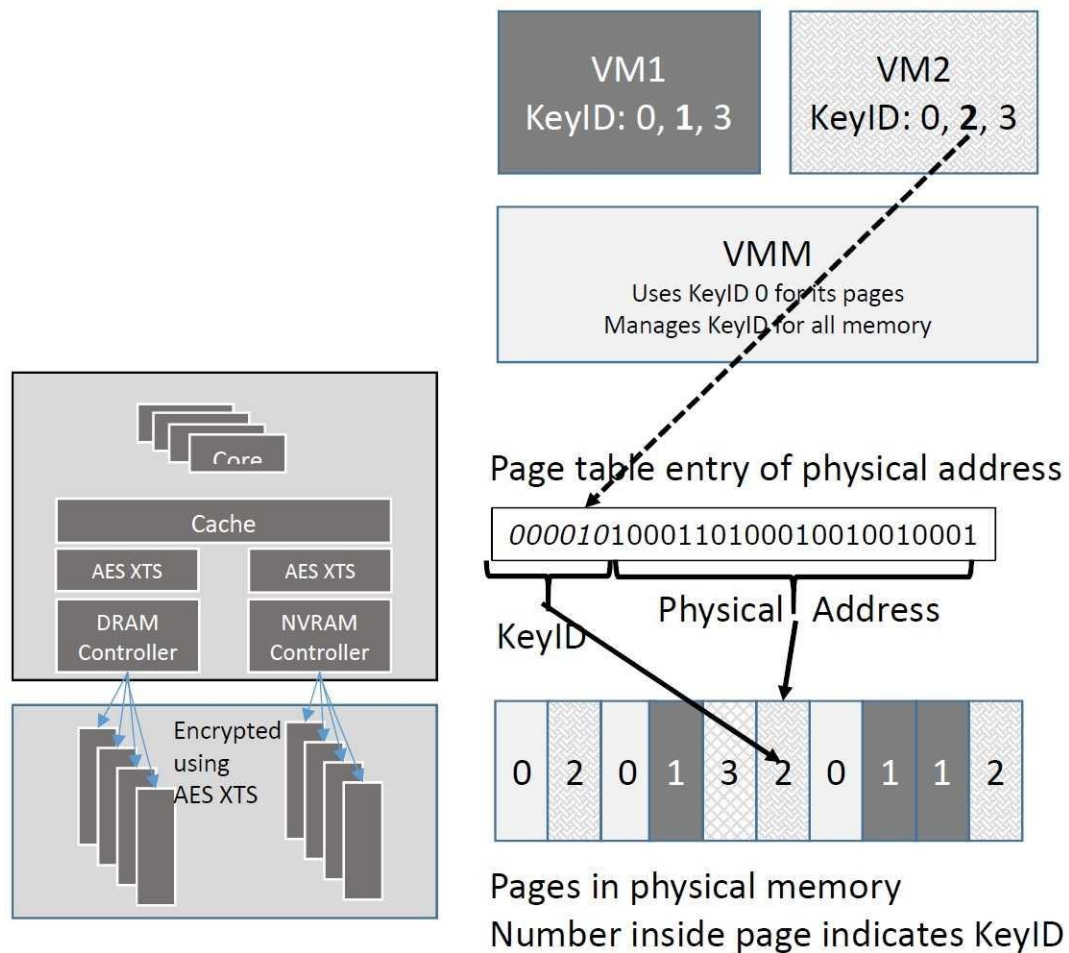 VM1
KeyID: 0, 1, 3
VM2
KeyID: 0, 2, 3
VMM
Uses KeyID 0 for its pages
Manages KeyID for all memory
Core
Cache
AES XTS
AES XTS
DRAM
Controller
NVRAM
Controller
Encrypted
using
AES XTS
Page table entry of physical address
000010100011010001001001 0001
KeyID
Physical Address
0 2 0 1 3 2 0 1 1 2
Pages in physical memory
Number inside page indicates KeyID